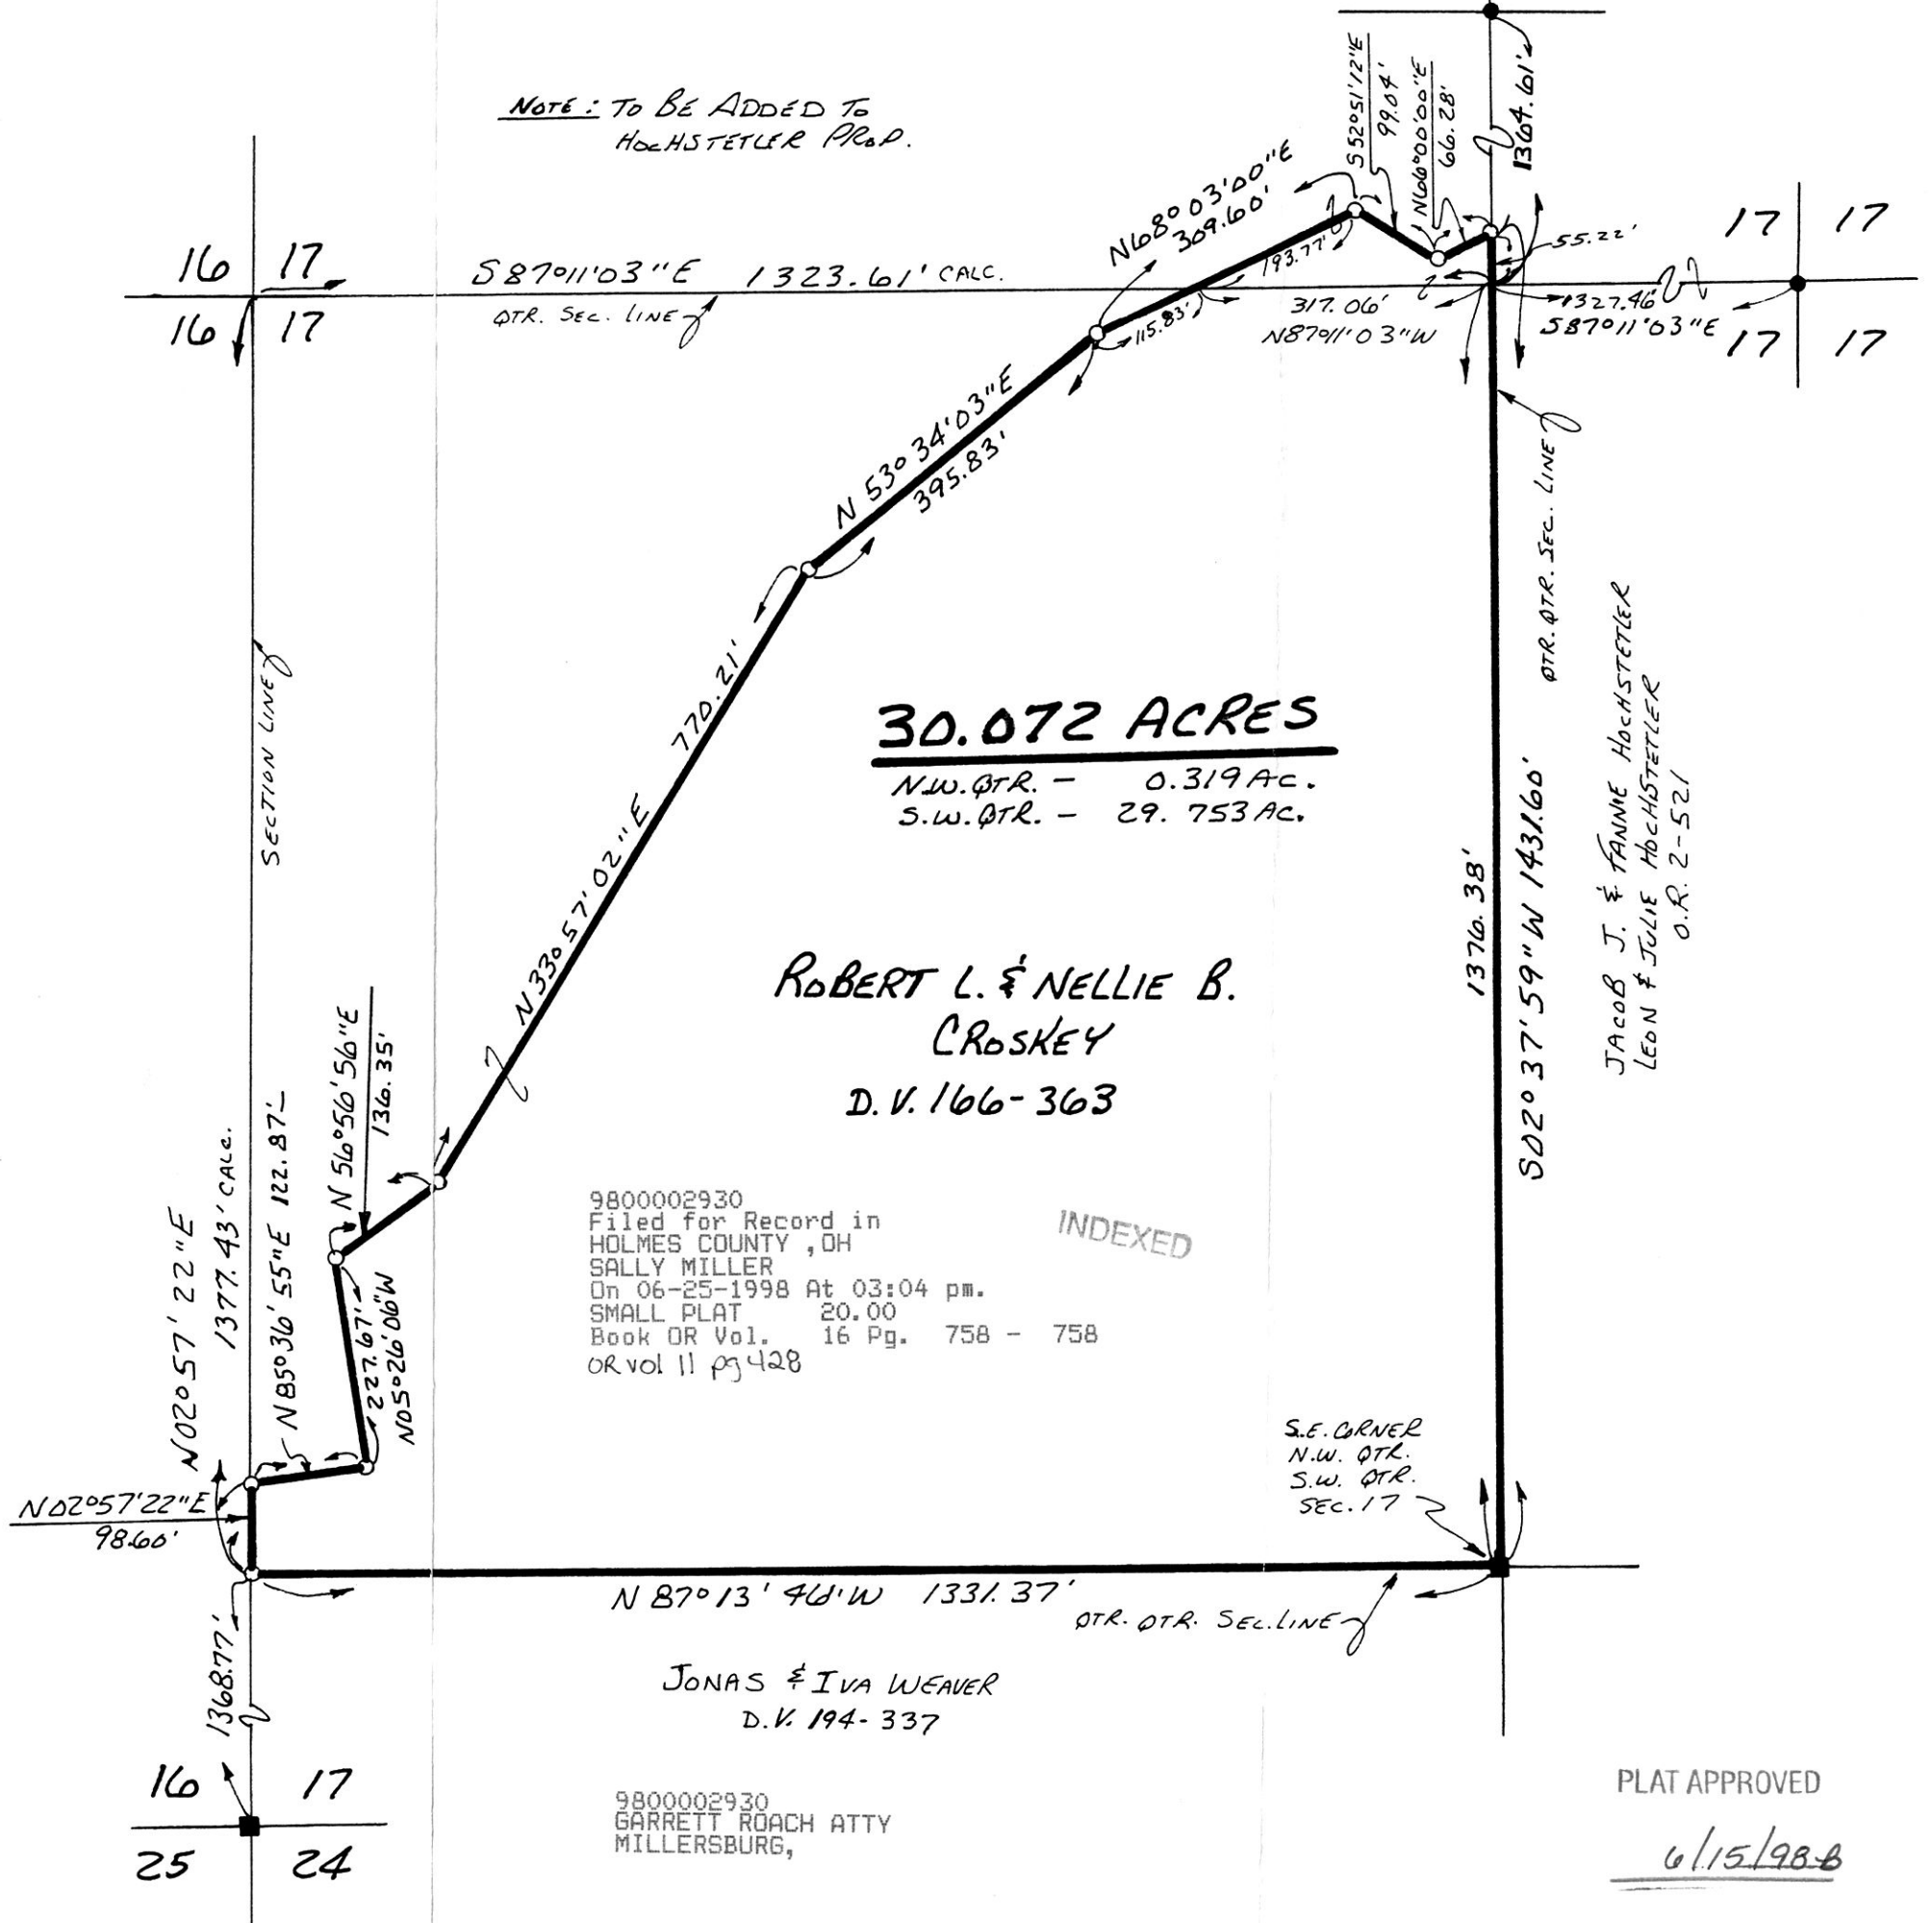 NOTE: TO BE ADDED TO
HOCHSTETLER PROP.
S52°51'12"E
99.04'
N66°00'00"E
66.28'
1364.61'
N68°03'00"E
309.60'
193.77'
55.22'
17 17
17 17
16 17
16 17
S87°11'03"E 1323.61' CALC.
QTR. SEC. LINE
115.83'
317.06'
N87°11'03"W
1327.46'
S87°11'03"E
N 53° 34'03"E
395.83'
QTR. QTR. SEC. LINE
SECTION LINE
770.21'
N33°57'02"E
30.072 ACRES
N.W. QTR. - 0.319 AC.
S.W. QTR. - 29.753 AC.
1376.38'
S02°37'59"W 1431.60'
JACOB J. & FANNIE HOCHSTETLER
LEON & JULIE HOCHSTETLER
O.R. 2-521
ROBERT L. & NELLIE B.
CROSKEY
D.V. 166-363
N02°57'22"E
1377.43' CALC.
N85°36'55"E 122.87'
N56°56'56"E
136.35'
227.67'
N05°26'06"W
9800002930
Filed for Record in
HOLMES COUNTY ,OH
SALLY MILLER
On 06-25-1998 At 03:04 pm.
SMALL PLAT 20.00
Book OR Vol. 16 Pg. 758 - 758
OR vol 11 pg 428
INDEXED
S.E. CORNER
N.W. QTR.
S.W. QTR.
SEC. 17
N02°57'22"E
98.60'
N 87°13'46"W 1331.37'
QTR. QTR. SEC. LINE
1368.77'
JONAS & IVA WEAVER
D.V. 194-337
16 17
25 24
9800002930
GARRETT ROACH ATTY
MILLERSBURG,
PLAT APPROVED
6/15/98